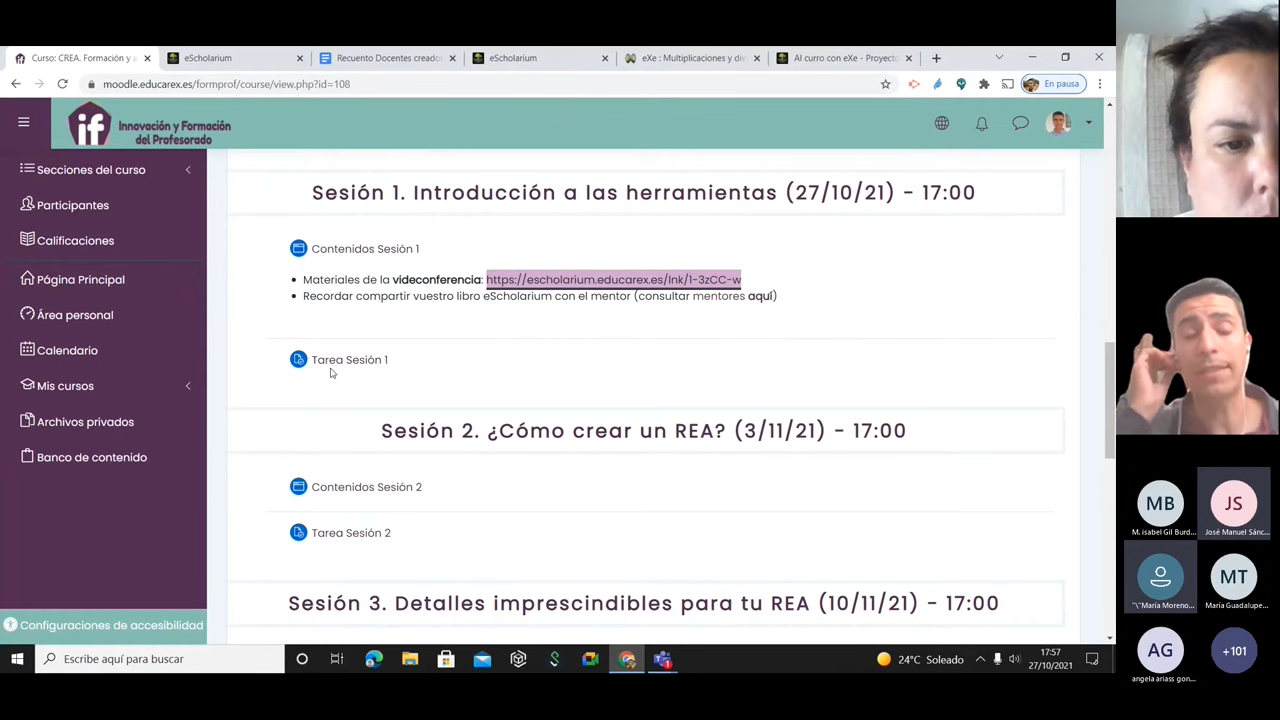 Curso: CREA. Formación y a
eScholarium
Recuento Docentes creado
eScholarium
eXe : Multiplicaciones y div
Al curro con eXe - Proyecto
moodle.educarex.es/formprof/course/view.php?id=108
En pausa
if Innovación y Formación
del Profesorado
Secciones del curso
Participantes
Calificaciones
Página Principal
Área personal
Calendario
Mis cursos
Archivos privados
Banco de contenido
Configuraciones de accesibilidad
Sesión 1. Introducción a las herramientas (27/10/21) - 17:00
Contenidos Sesión 1
Materiales de la videconferencia: https://escholarium.educarex.es/lnk/1-3zCC-w
Recordar compartir vuestro libro eScholarium con el mentor (consultar mentores aquí)
Tarea Sesión 1
Sesión 2. ¿Cómo crear un REA? (3/11/21) - 17:00
Contenidos Sesión 2
Tarea Sesión 2
Sesión 3. Detalles imprescindibles para tu REA (10/11/21) - 17:00
Escribe aquí para buscar
24°C Soleado
17:57
27/10/2021
MB
M. isabel Gil Burd...
JS
José Manuel Sánc...
"\"María Moreno...
MT
María Guadalupe...
AG
angela ariass gon...
+101